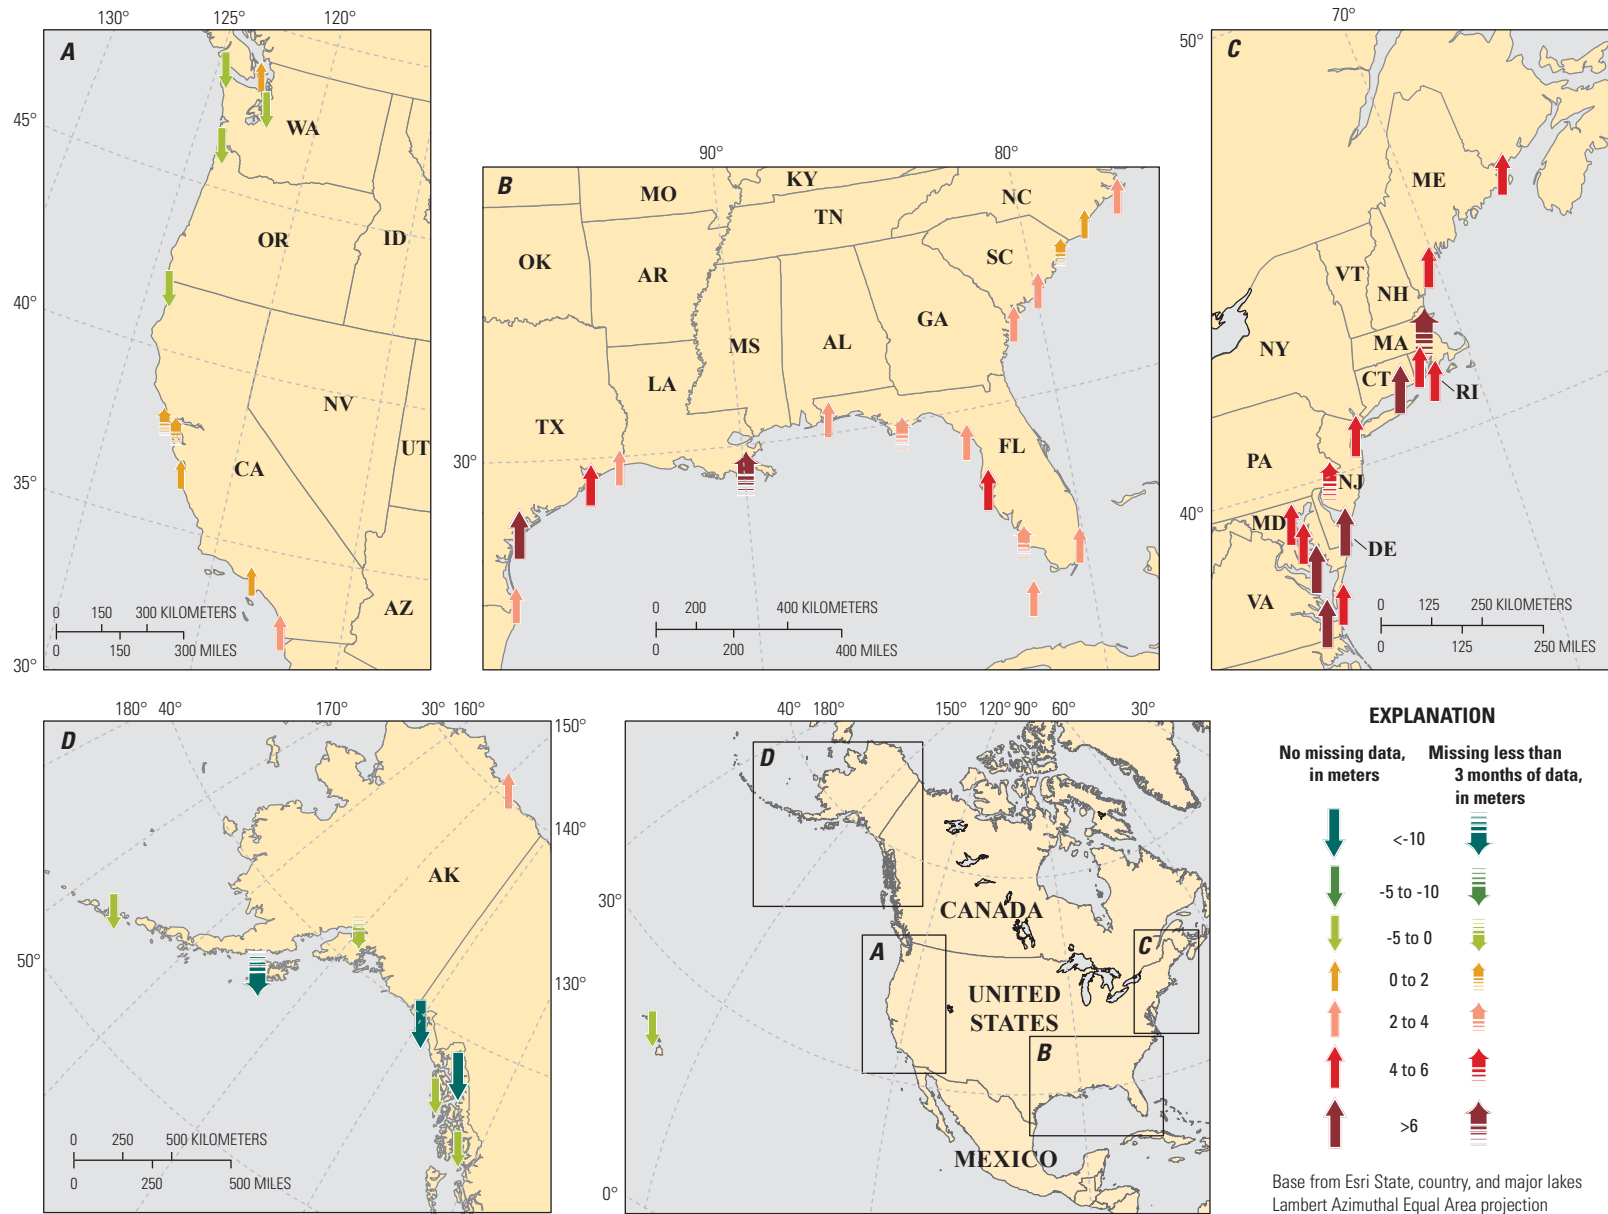 130°
125°
120°
A
45°
40°
35°
30°
WA
OR
ID
NV
CA
UT
AZ
0 150 300 KILOMETERS
0 150 300 MILES
90°
80°
B
30°
MO
KY
NC
TN
OK
AR
SC
MS
AL
GA
LA
TX
FL
0 200 400 KILOMETERS
0 200 400 MILES
70°
50°
C
40°
ME
VT
NH
NY
MA
CT
RI
PA
NJ
MD
DE
VA
0 125 250 KILOMETERS
0 125 250 MILES
180° 40° 170° 30° 160°
150°
D
140°
AK
50°
130°
0 250 500 KILOMETERS
0 250 500 MILES
40° 180° 150° 120° 90° 60° 30°
D
30°
CANADA
A
C
UNITED
STATES
B
MEXICO
0°
EXPLANATION
No missing data,
in meters
Missing less than
3 months of data,
in meters
<-10
-5 to -10
-5 to 0
0 to 2
2 to 4
4 to 6
>6
Base from Esri State, country, and major lakes
Lambert Azimuthal Equal Area projection